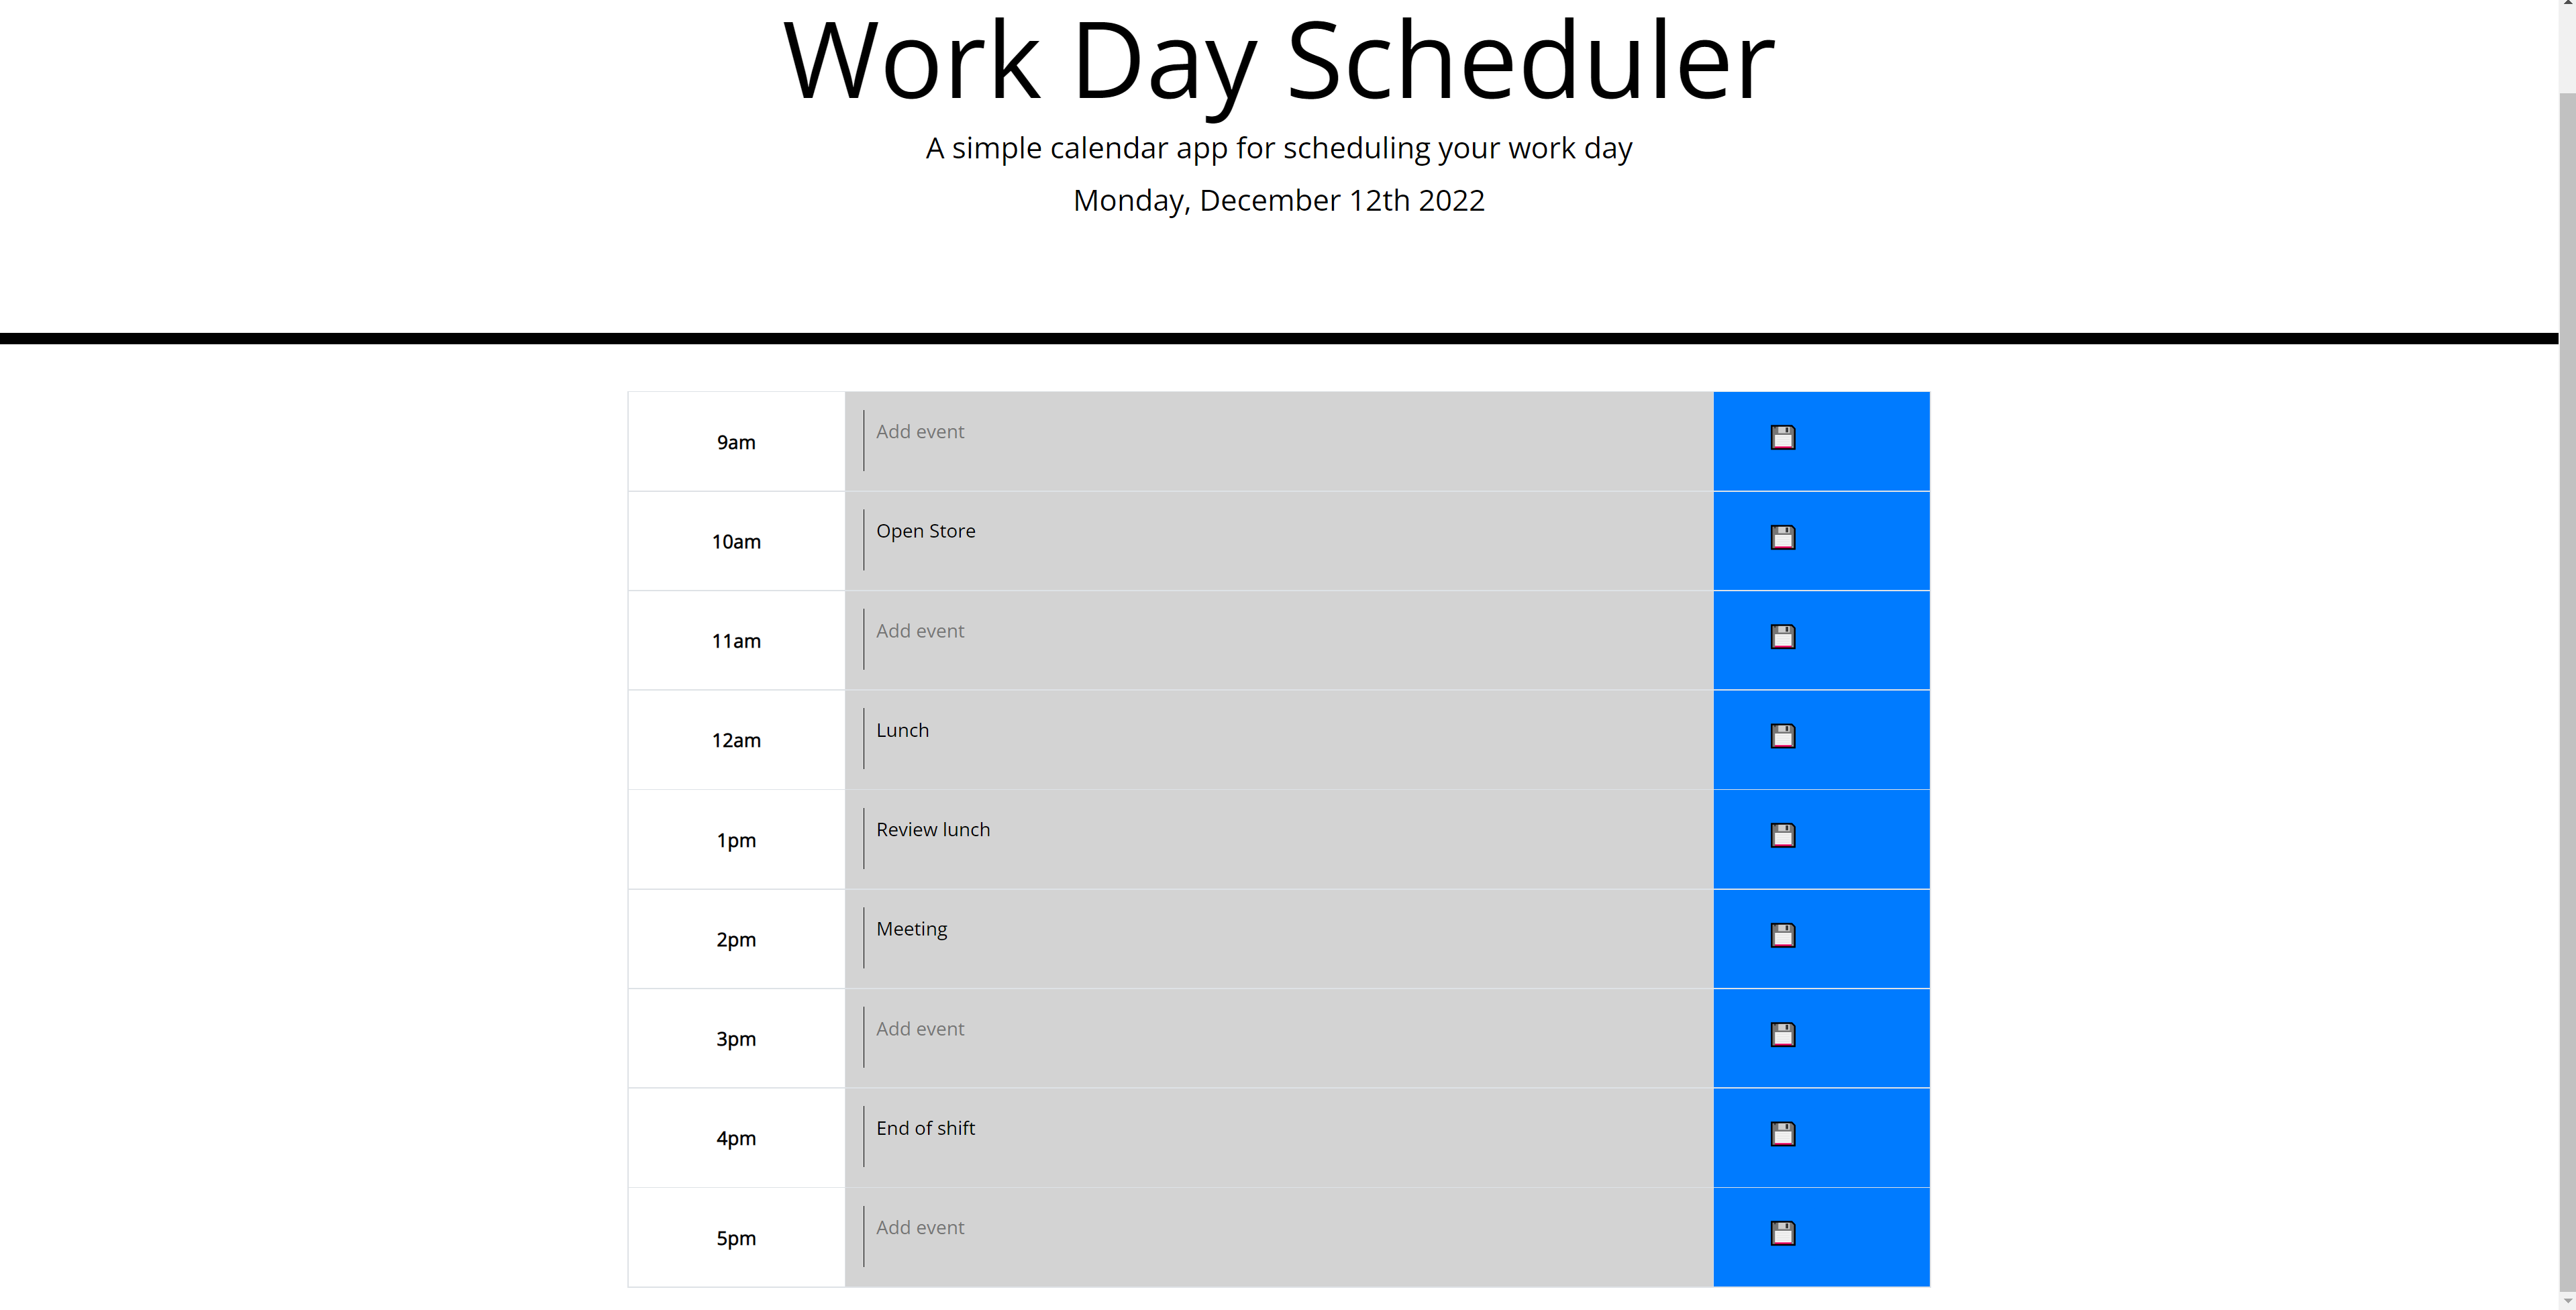 Work Day Scheduler
A simple calendar app for scheduling your work day
Monday, December 12th 2022
9am Add event
10am Open Store
11am Add event
12am Lunch
1pm Review lunch
2pm Meeting
3pm Add event
4pm End of shift
5pm Add event